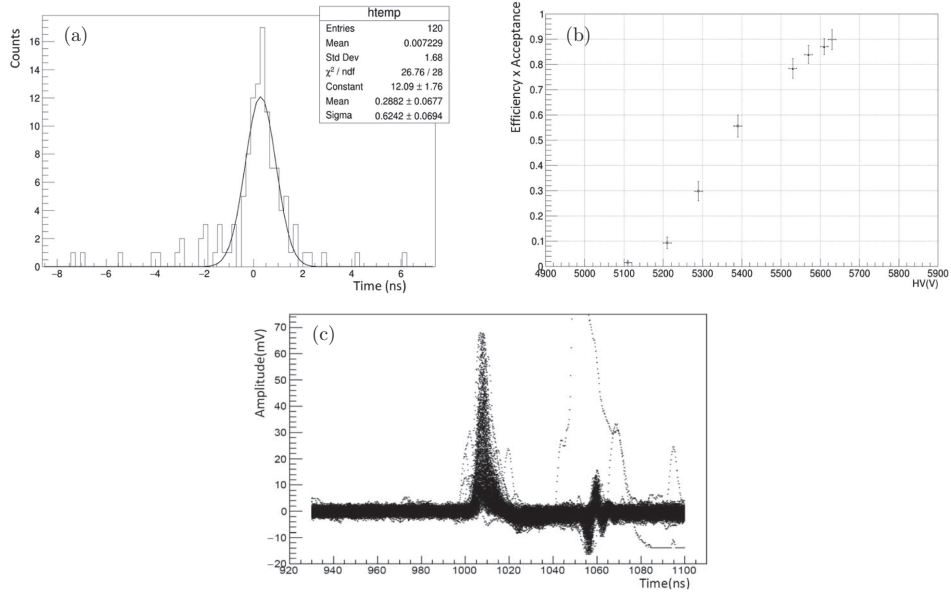 htemp
Entries 120
Mean 0.007229
Std Dev 1.68
χ² / ndf 26.76 / 28
Constant 12.09 ± 1.76
Mean 0.2882 ± 0.0677
Sigma 0.6242 ± 0.0694
(a)
Counts
16
14
12
10
8
6
4
2
0
−8 −6 −4 −2 0 2 4 6
Time (ns)
(b)
Efficiency x Acceptance
1
0.9
0.8
0.7
0.6
0.5
0.4
0.3
0.2
0.1
0
4900 5000 5100 5200 5300 5400 5500 5600 5700 5800 5900
HV(V)
(c)
Amplitude(mV)
70
60
50
40
30
20
10
0
−10
−20
920 940 960 980 1000 1020 1040 1060 1080 1100
Time(ns)